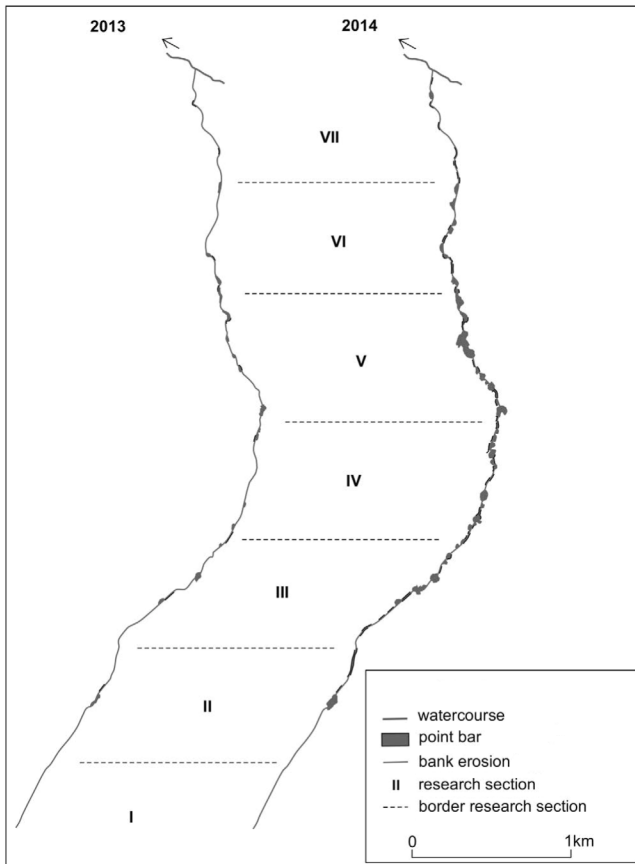 2013 2014
VII
VI
V
IV
III
II
I
watercourse
point bar
bank erosion
II research section
border research section
0 1km